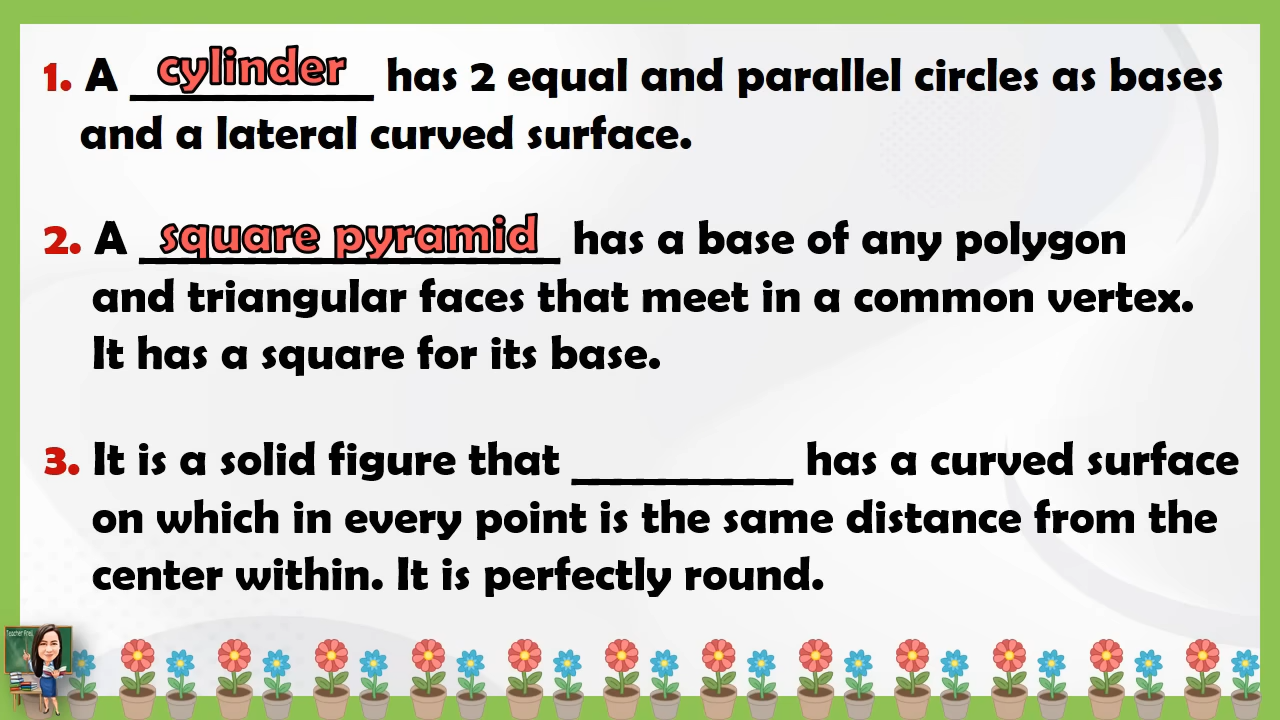 1. A cylinder has 2 equal and parallel circles as bases
and a lateral curved surface.
2. A square pyramid has a base of any polygon
and triangular faces that meet in a common vertex.
It has a square for its base.
3. It is a solid figure that __________ has a curved surface
on which in every point is the same distance from the
center within. It is perfectly round.